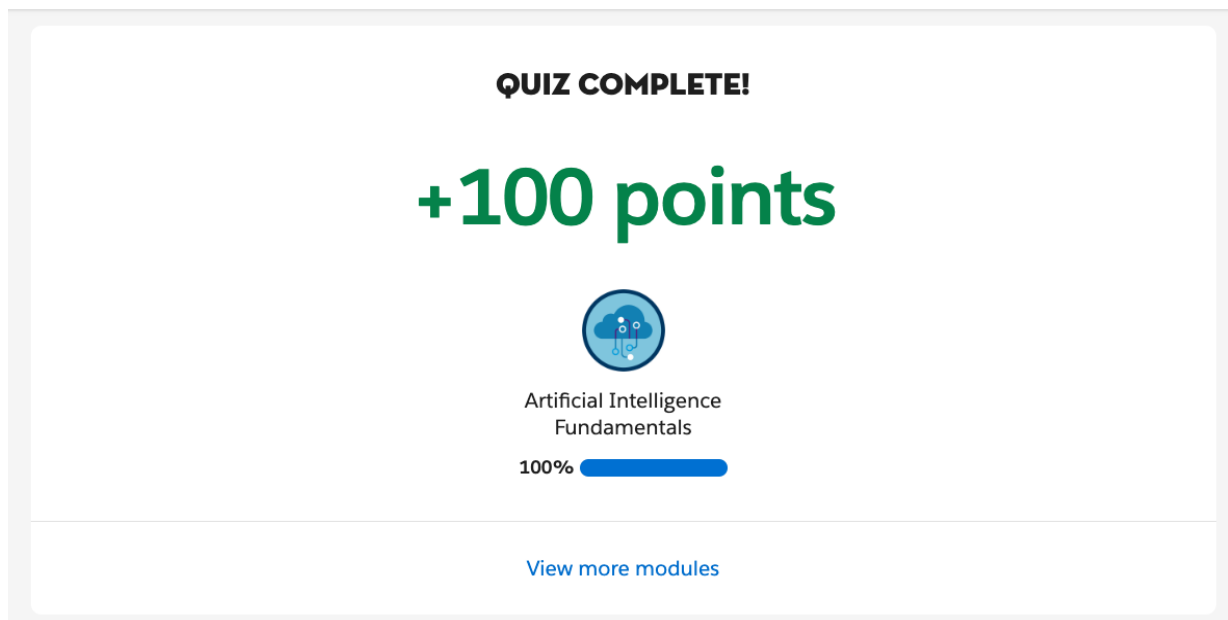 QUIZ COMPLETE!
+100 points
Artificial Intelligence
Fundamentals
100%
View more modules